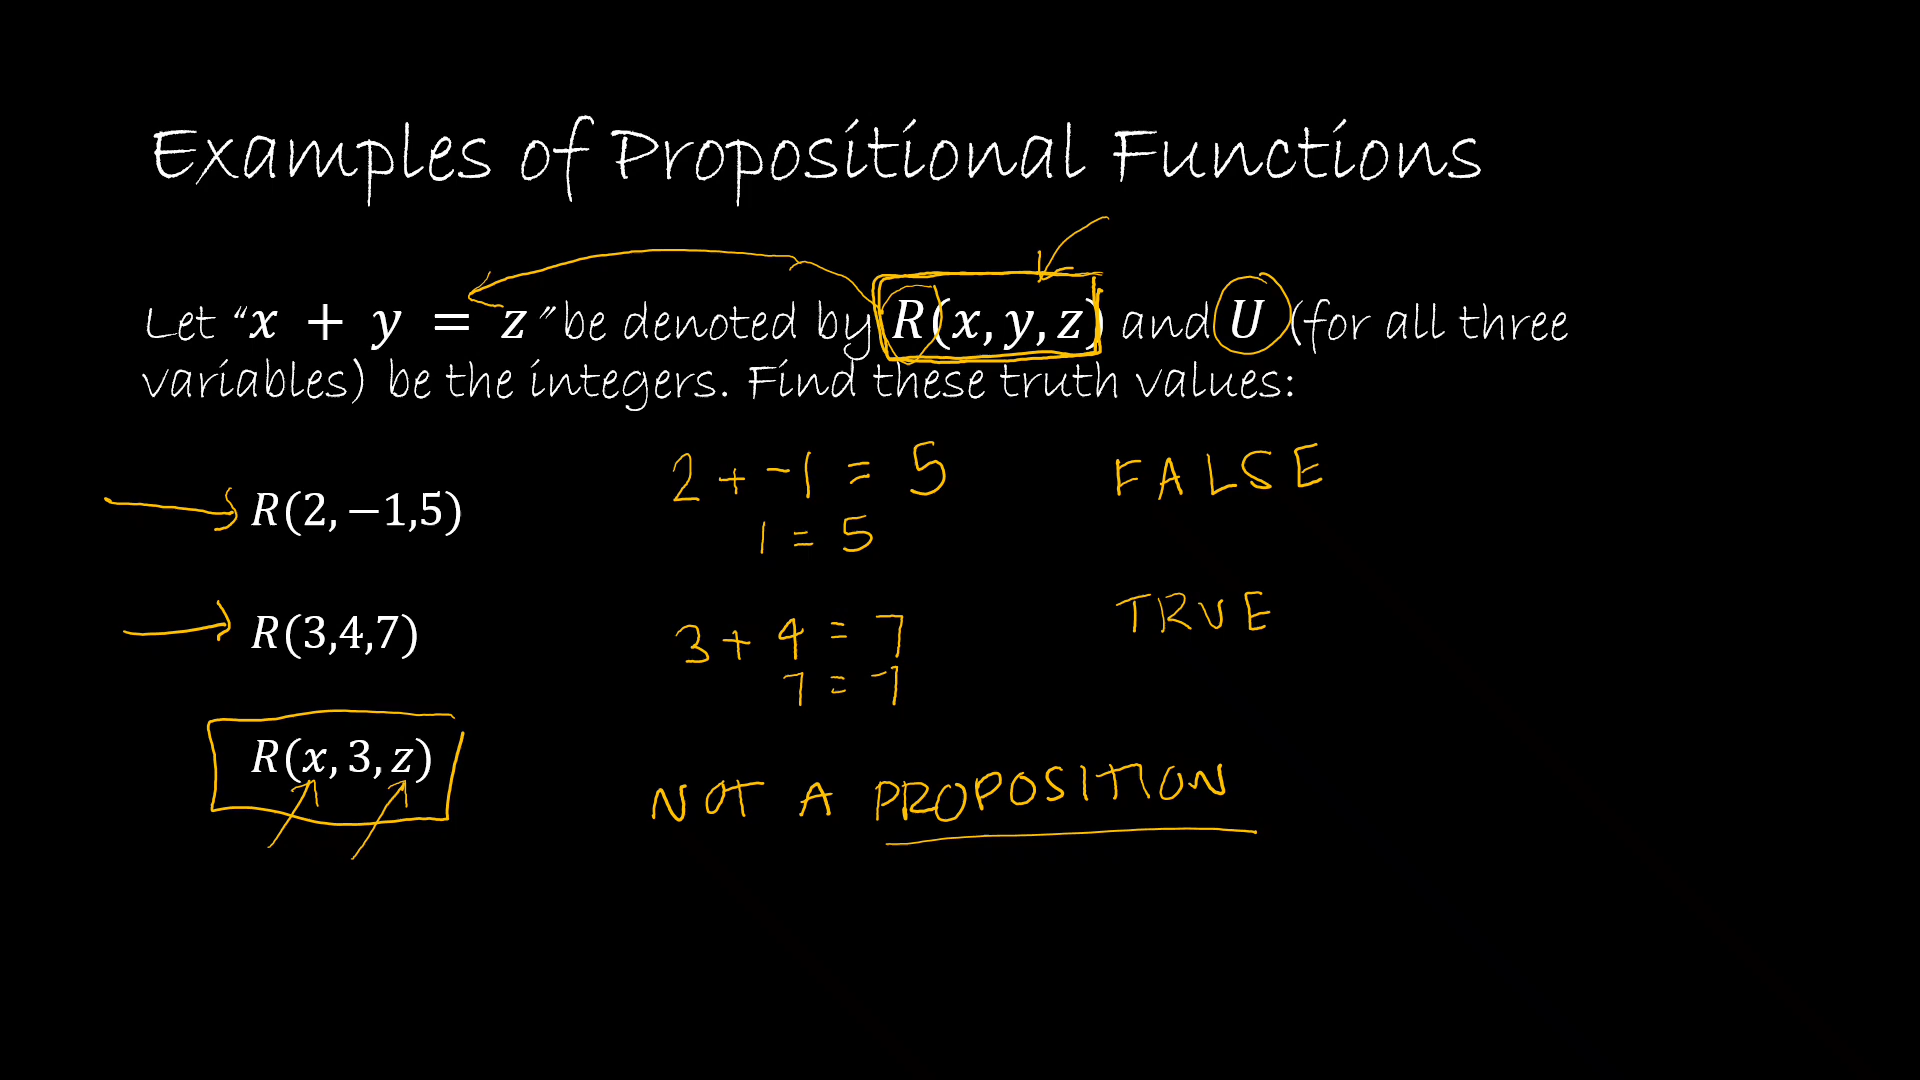 Examples of Propositional Functions
Let “x + y = z” be denoted by R(x, y, z) and U (for all three
variables) be the integers. Find these truth values:
R(2, −1,5)
2 + -1 = 5
FALSE
1 = 5
R(3,4,7)
3 + 4 = 7
TRUE
7 = 7
R(x, 3, z)
NOT A PROPOSITION